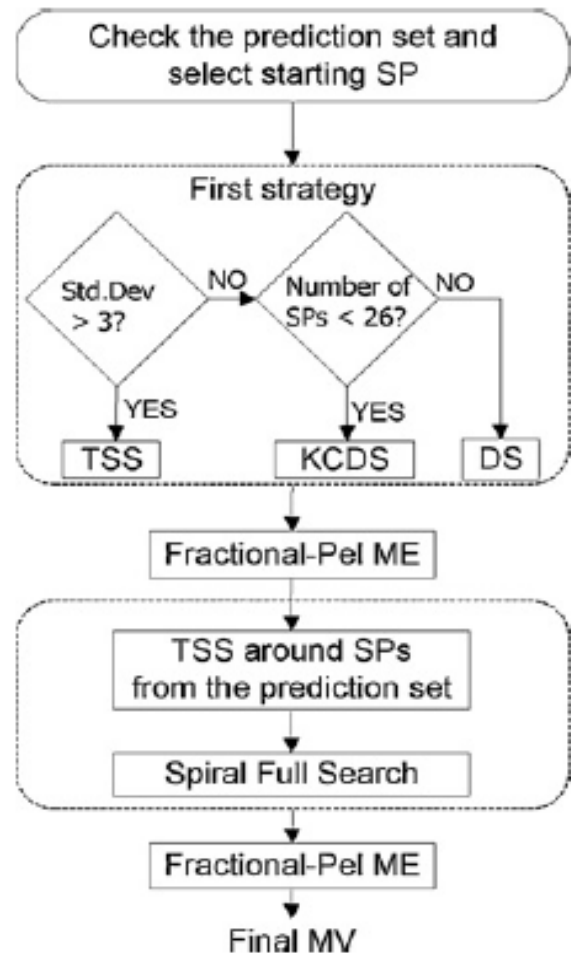 Check the prediction set and
select starting SP
First strategy
Std.Dev
> 3?
NO
Number of
SPs < 26?
NO
YES
YES
TSS
KCDS
DS
Fractional-Pel ME
TSS around SPs
from the prediction set
Spiral Full Search
Fractional-Pel ME
Final MV